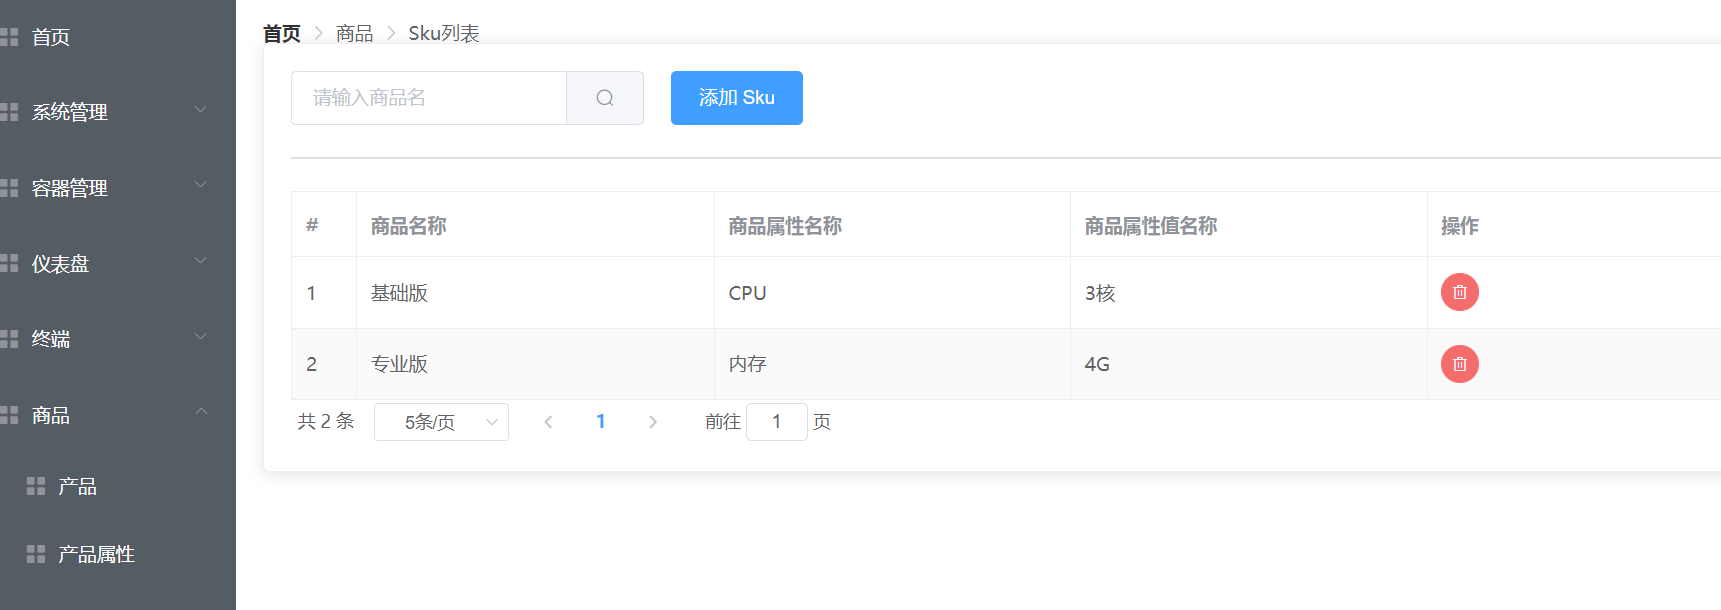 首页
系统管理
容器管理
仪表盘
终端
商品
产品
产品属性
首页 商品 Sku列表
请输入商品名 添加 Sku
# 商品名称 商品属性名称 商品属性值名称 操作
1 基础版 CPU 3核
2 专业版 内存 4G
共 2 条 5条/页 1 前往 1 页